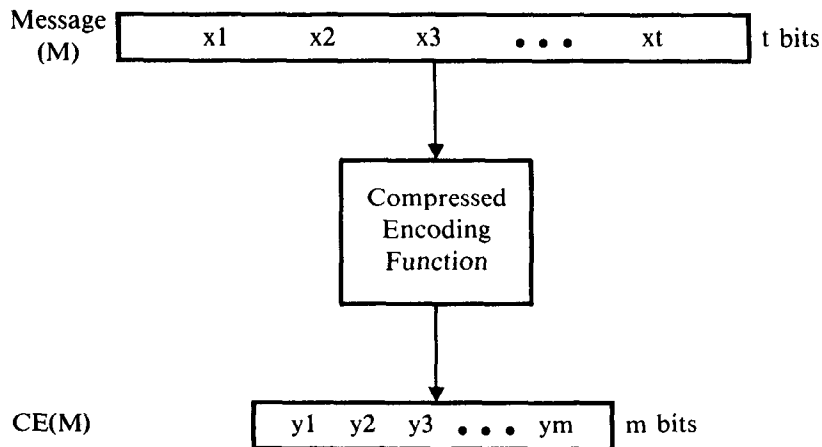 Message
(M)
x1 x2 x3 • • • xt
t bits
Compressed
Encoding
Function
CE(M)
y1 y2 y3 • • • ym
m bits